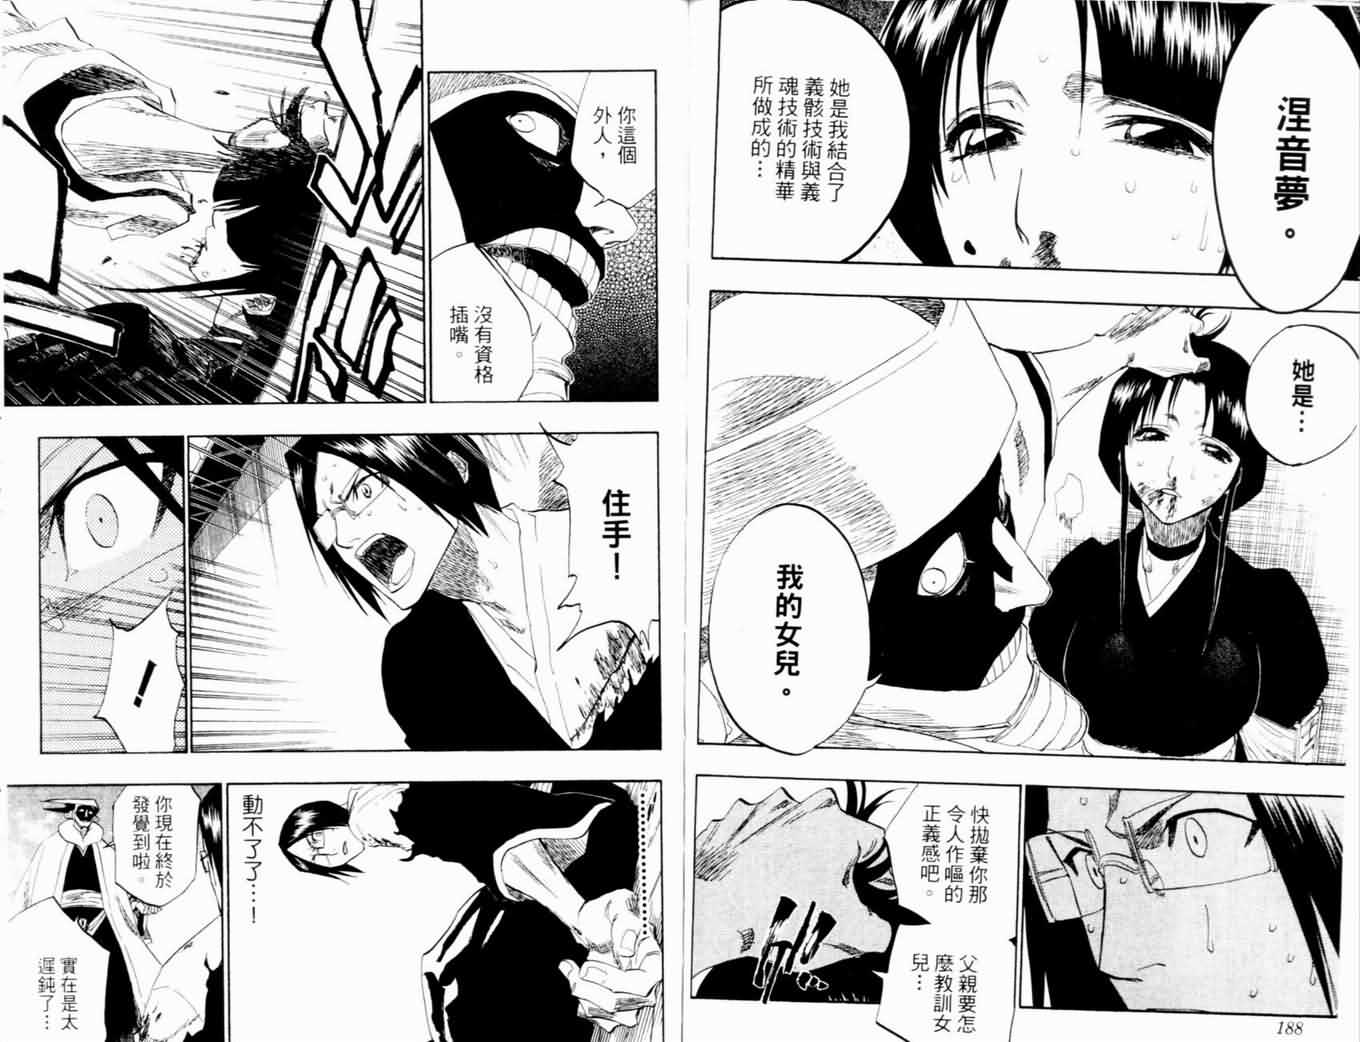 涅音夢。
她是我結合了
義骸技術與義
魂技術的精華
所做成的…
她是…
我的女兒。
快拋棄你那
令人作嘔的
正義感吧。
父親要怎
麼教訓女
兒…
188
你這個
外人，
沒有資格
插嘴。
住手！
！
動不了了…！
你現在終於
發覺到啦。
實在是太
遲鈍了…